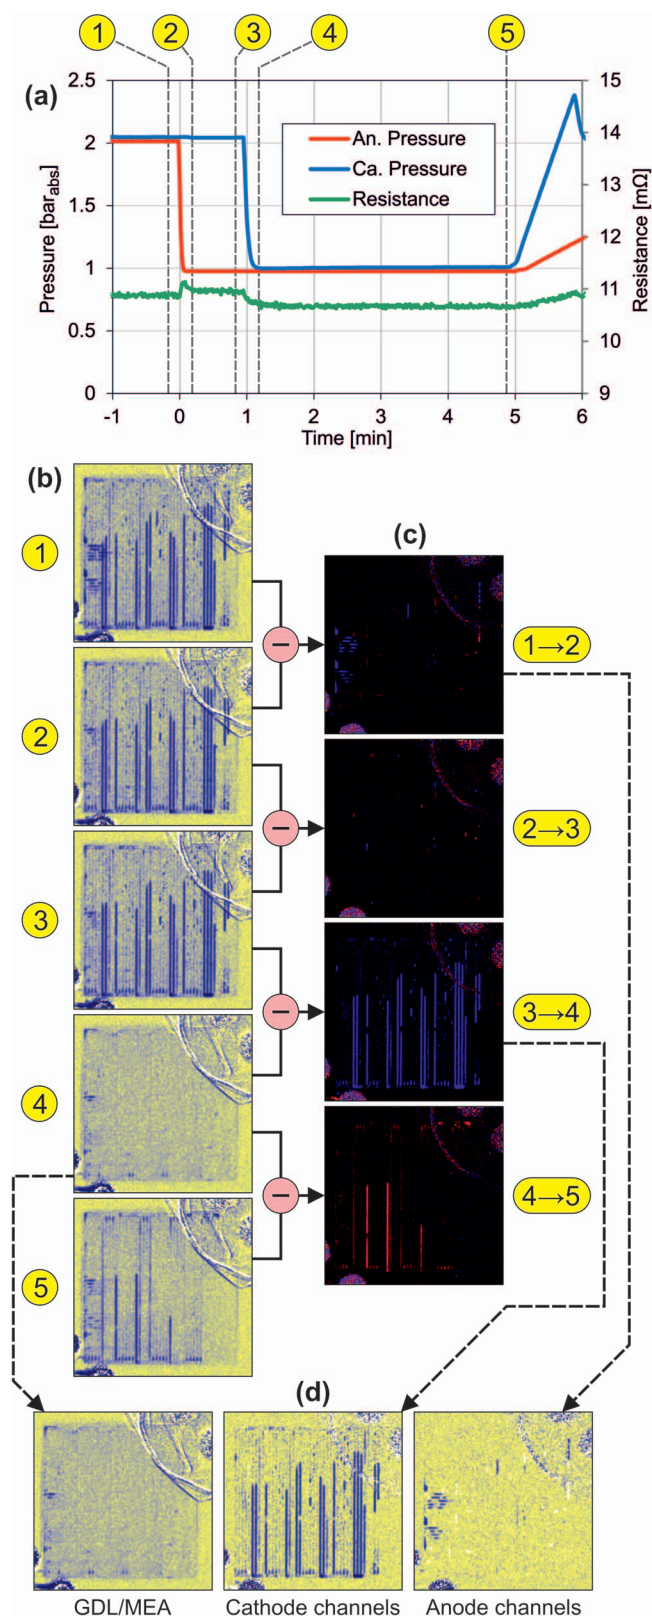 1 2 3 4 5
(a)
2.5
2
1.5
1
0.5
0
Pressure [bar_abs.]
An. Pressure
Ca. Pressure
Resistance
15
14
13
12
11
10
9
Resistance [mΩ]
-1 0 1 2 3 4 5 6
Time [min]
(b)
1
2
3
4
5
(c)
1→2
2→3
3→4
4→5
(d)
GDL/MEA Cathode channels Anode channels